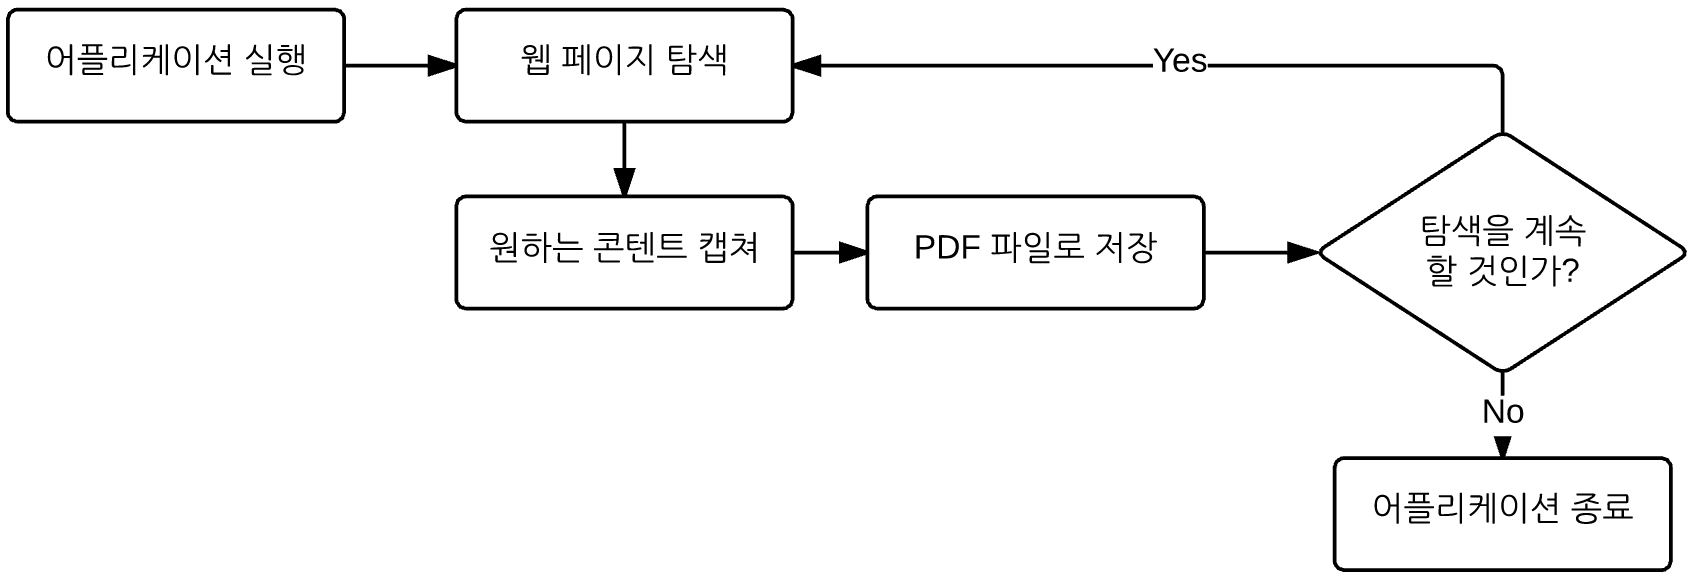 어플리케이션 실행
웹 페이지 탐색
Yes
원하는 콘텐트 캡쳐
PDF 파일로 저장
탐색을 계속
할 것인가?
No
어플리케이션 종료